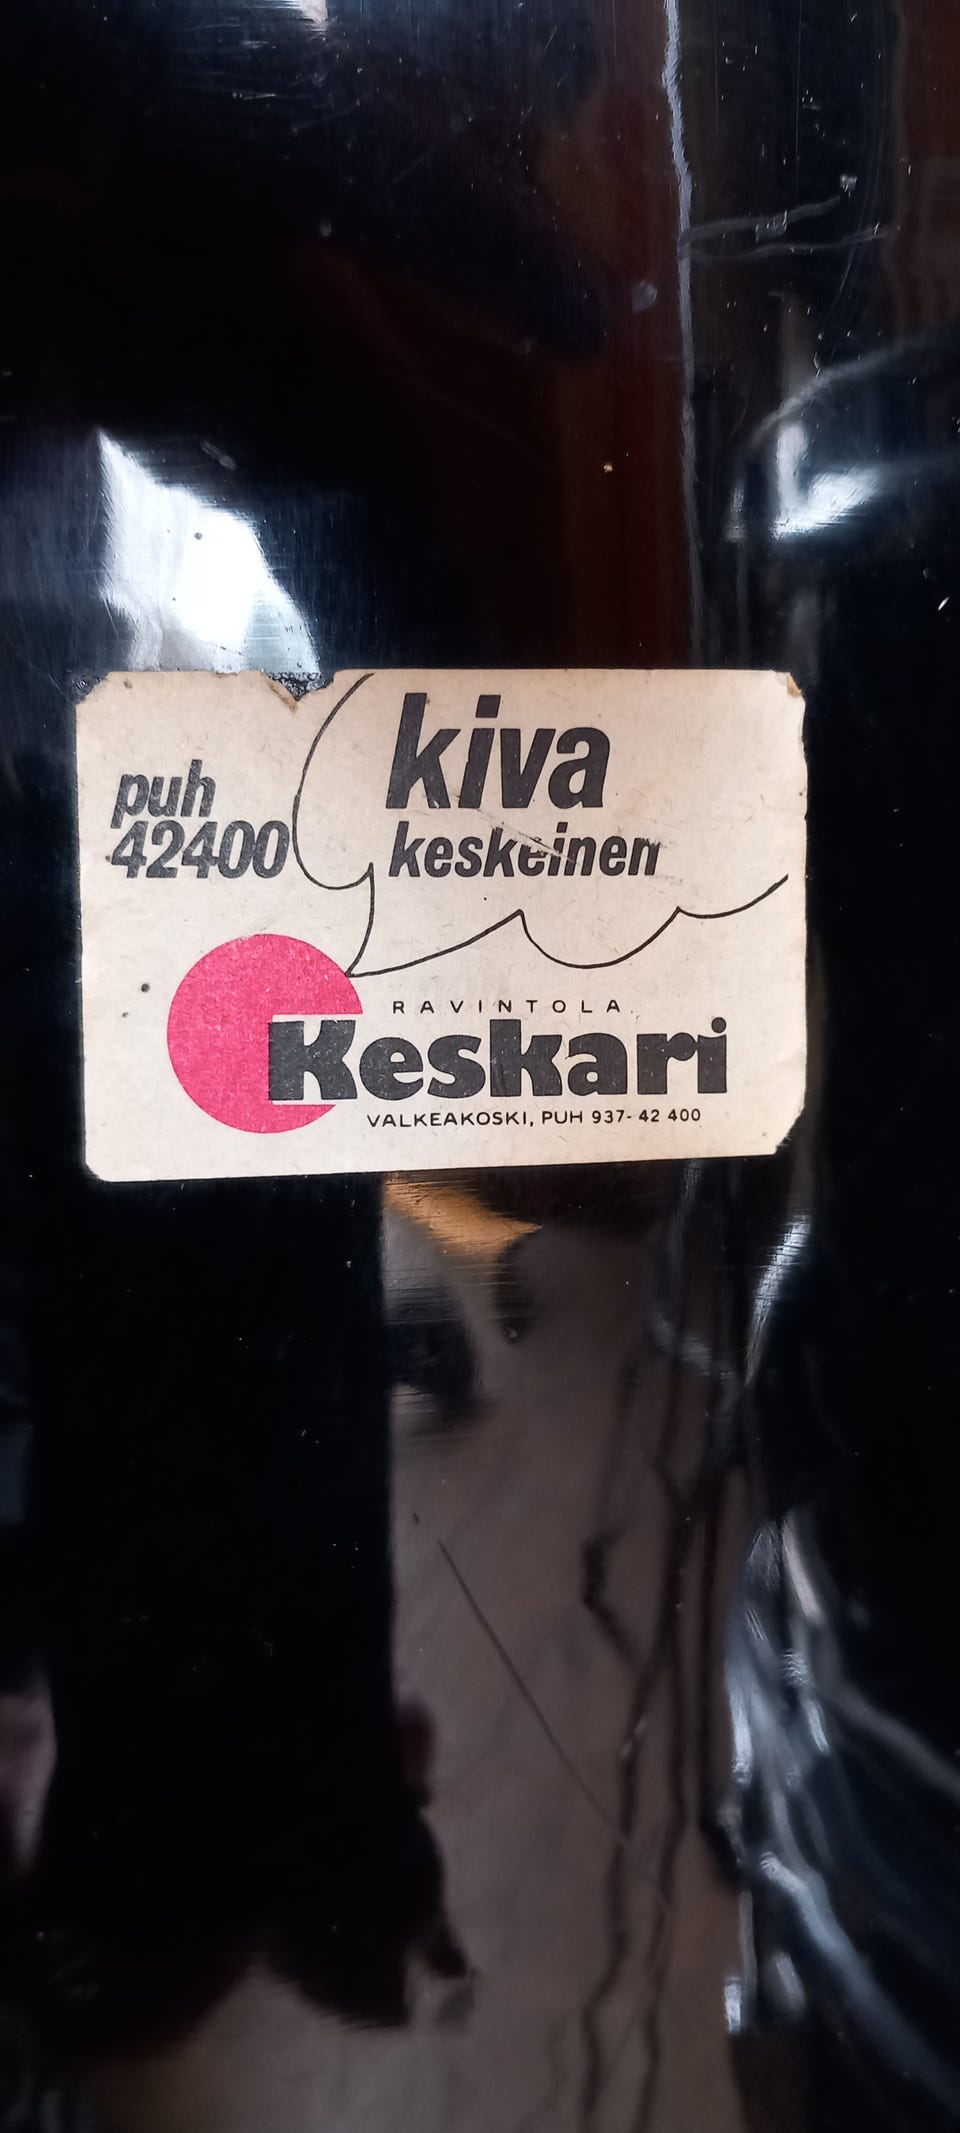 puh
42400
kiva
keskeinen
RAVINTOLA
Keskari
VALKEAKOSKI, PUH 937- 42 400